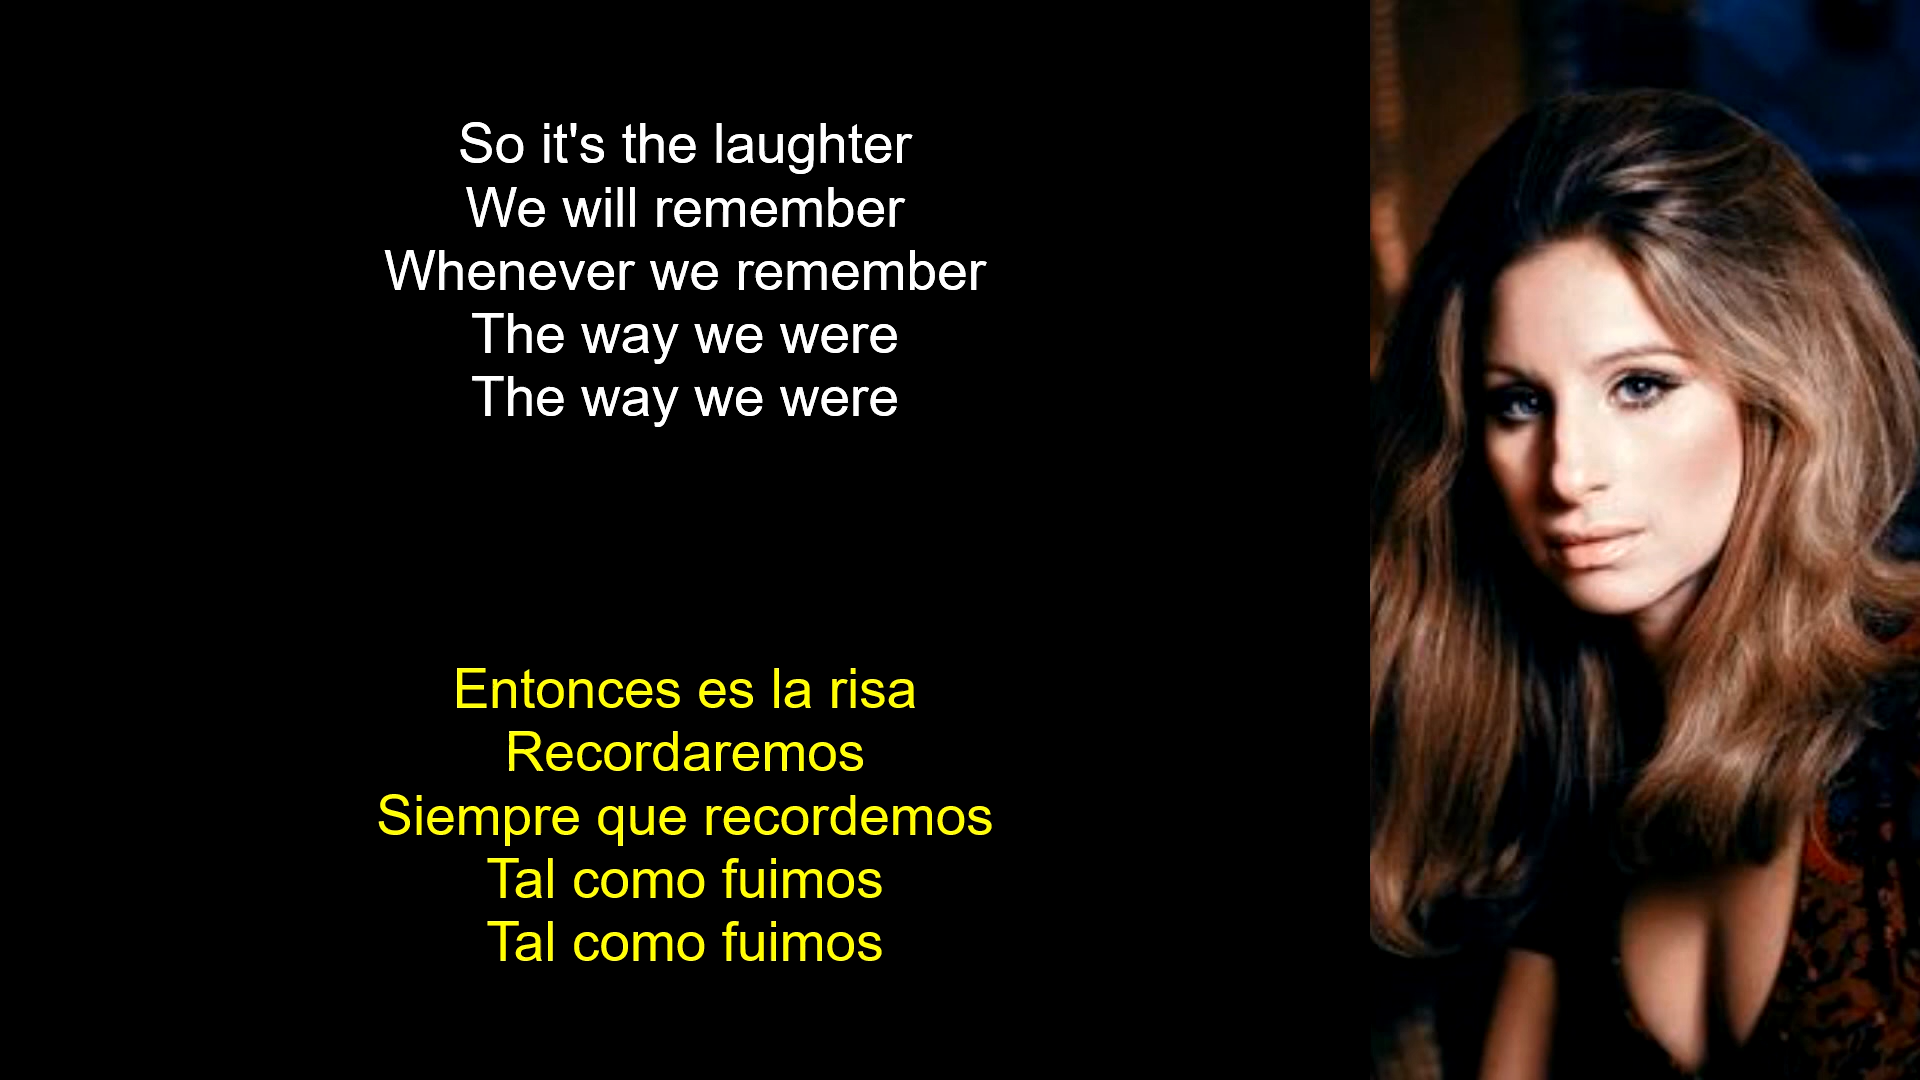 So it's the laughter
We will remember
Whenever we remember
The way we were
The way we were
Entonces es la risa
Recordaremos
Siempre que recordemos
Tal como fuimos
Tal como fuimos